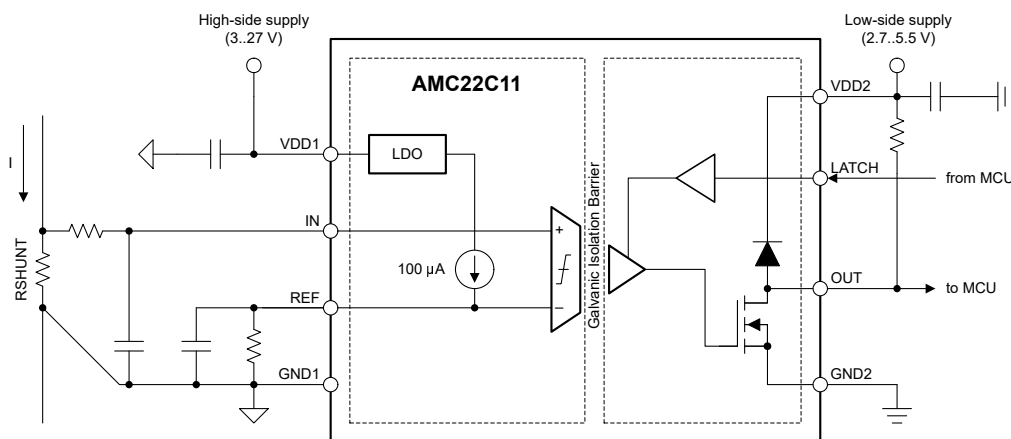 High-side supply
(3..27 V)
Low-side supply
(2.7..5.5 V)
AMC22C11
VDD2
VDD1
LDO
LATCH
from MCU
I
IN
Galvanic Isolation Barrier
+
RSHUNT
100 µA
OUT
to MCU
REF
–
GND1
GND2